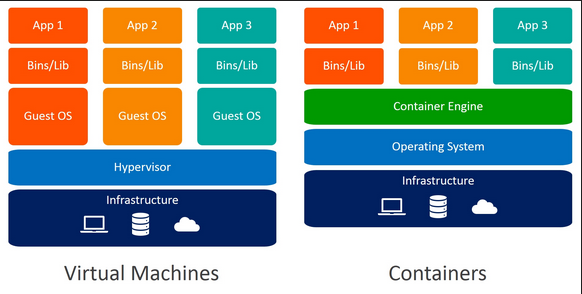 App 1
App 2
App 3
Bins/Lib
Bins/Lib
Bins/Lib
Guest OS
Guest OS
Guest OS
Hypervisor
Infrastructure
Virtual Machines
App 1
App 2
App 3
Bins/Lib
Bins/Lib
Bins/Lib
Container Engine
Operating System
Infrastructure
Containers